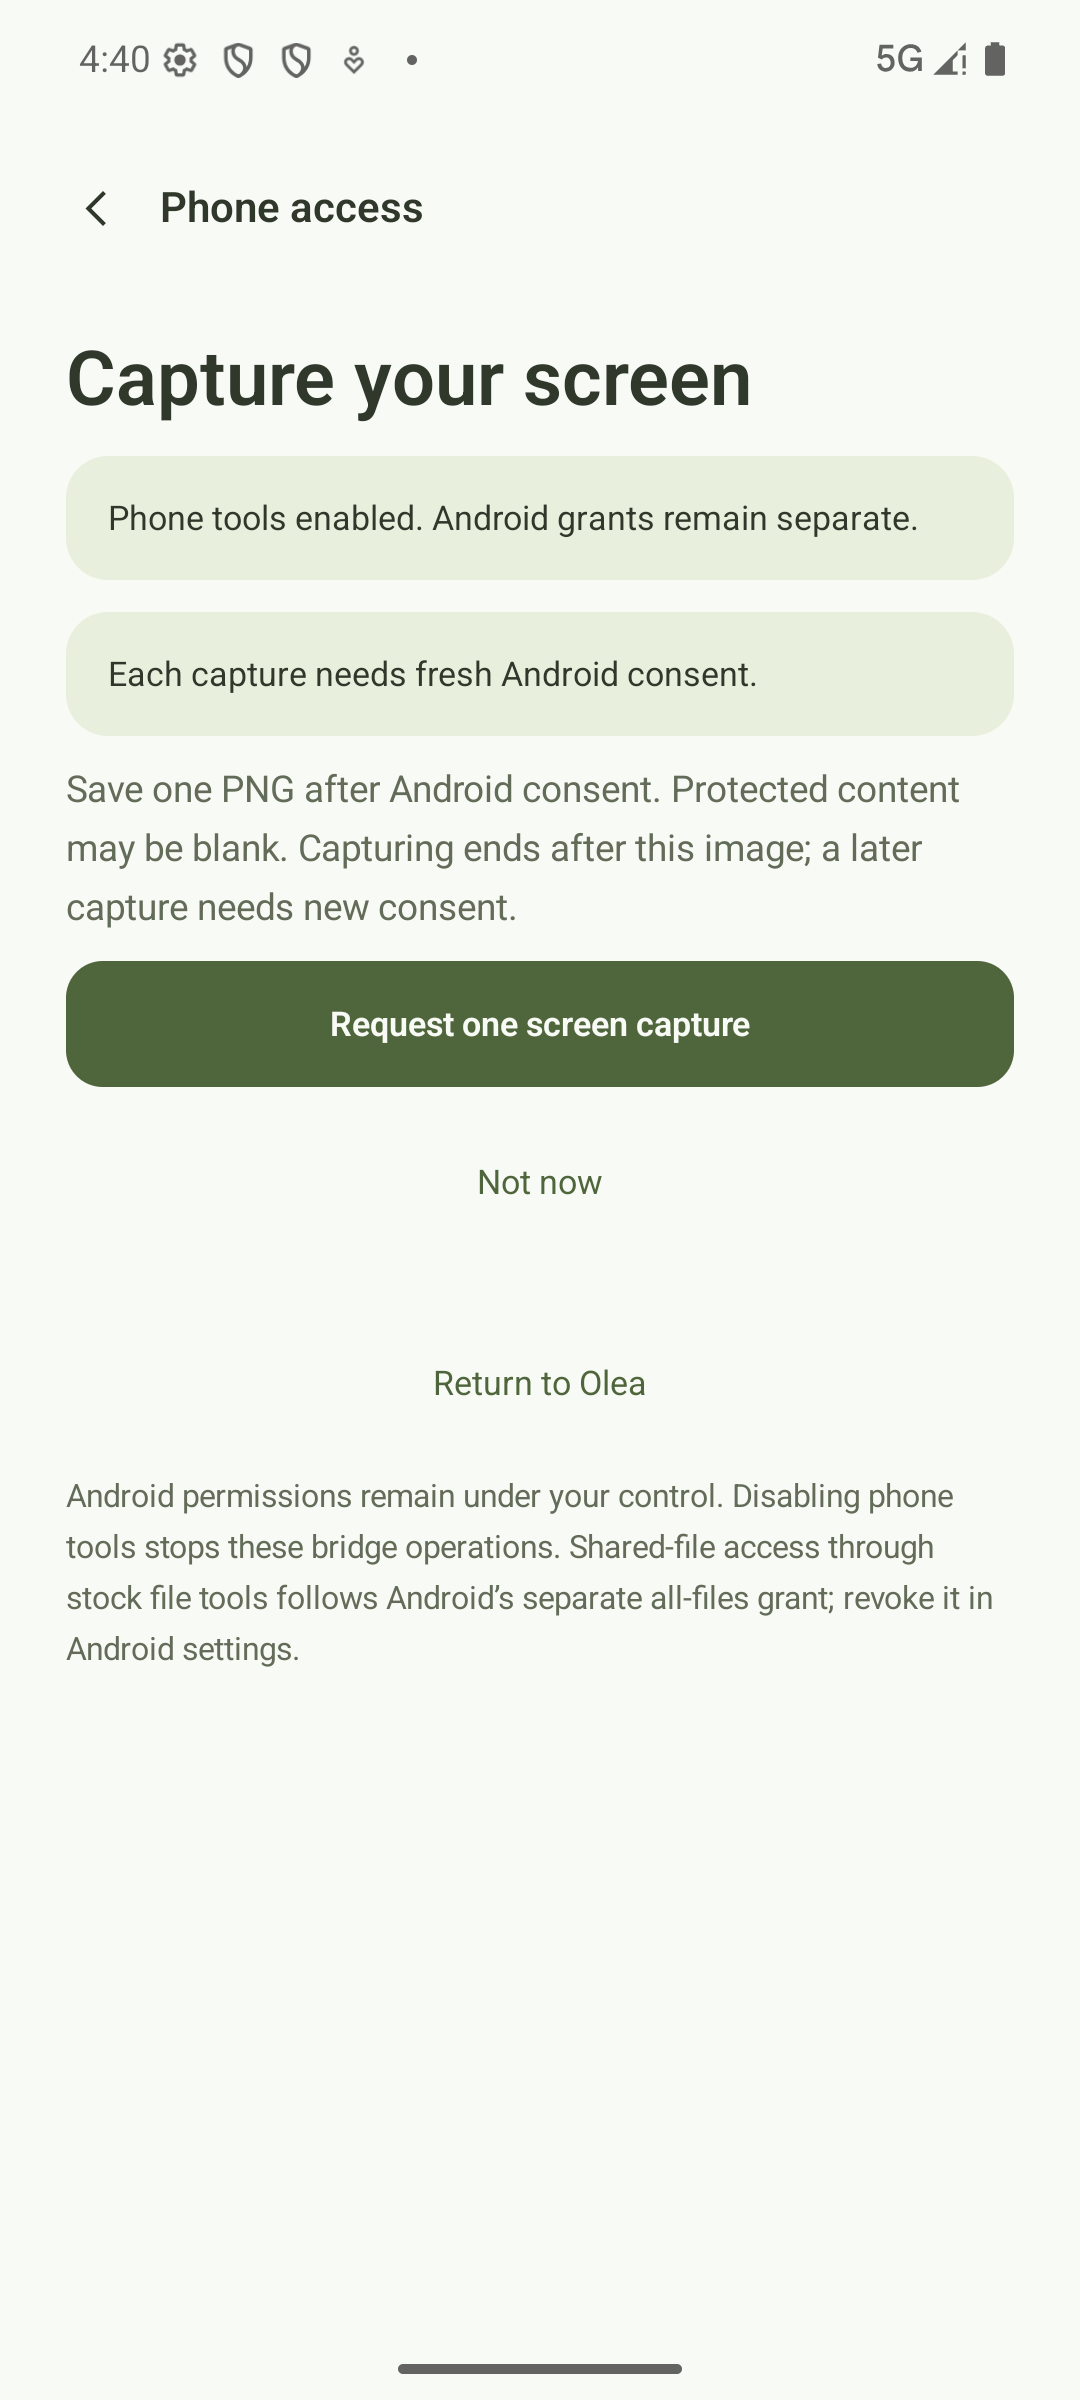 4:40
5G
Phone access
Capture your screen
Phone tools enabled. Android grants remain separate.
Each capture needs fresh Android consent.
Save one PNG after Android consent. Protected content
may be blank. Capturing ends after this image; a later
capture needs new consent.
Request one screen capture
Not now
Return to Olea
Android permissions remain under your control. Disabling phone
tools stops these bridge operations. Shared-file access through
stock file tools follows Android’s separate all-files grant; revoke it in
Android settings.